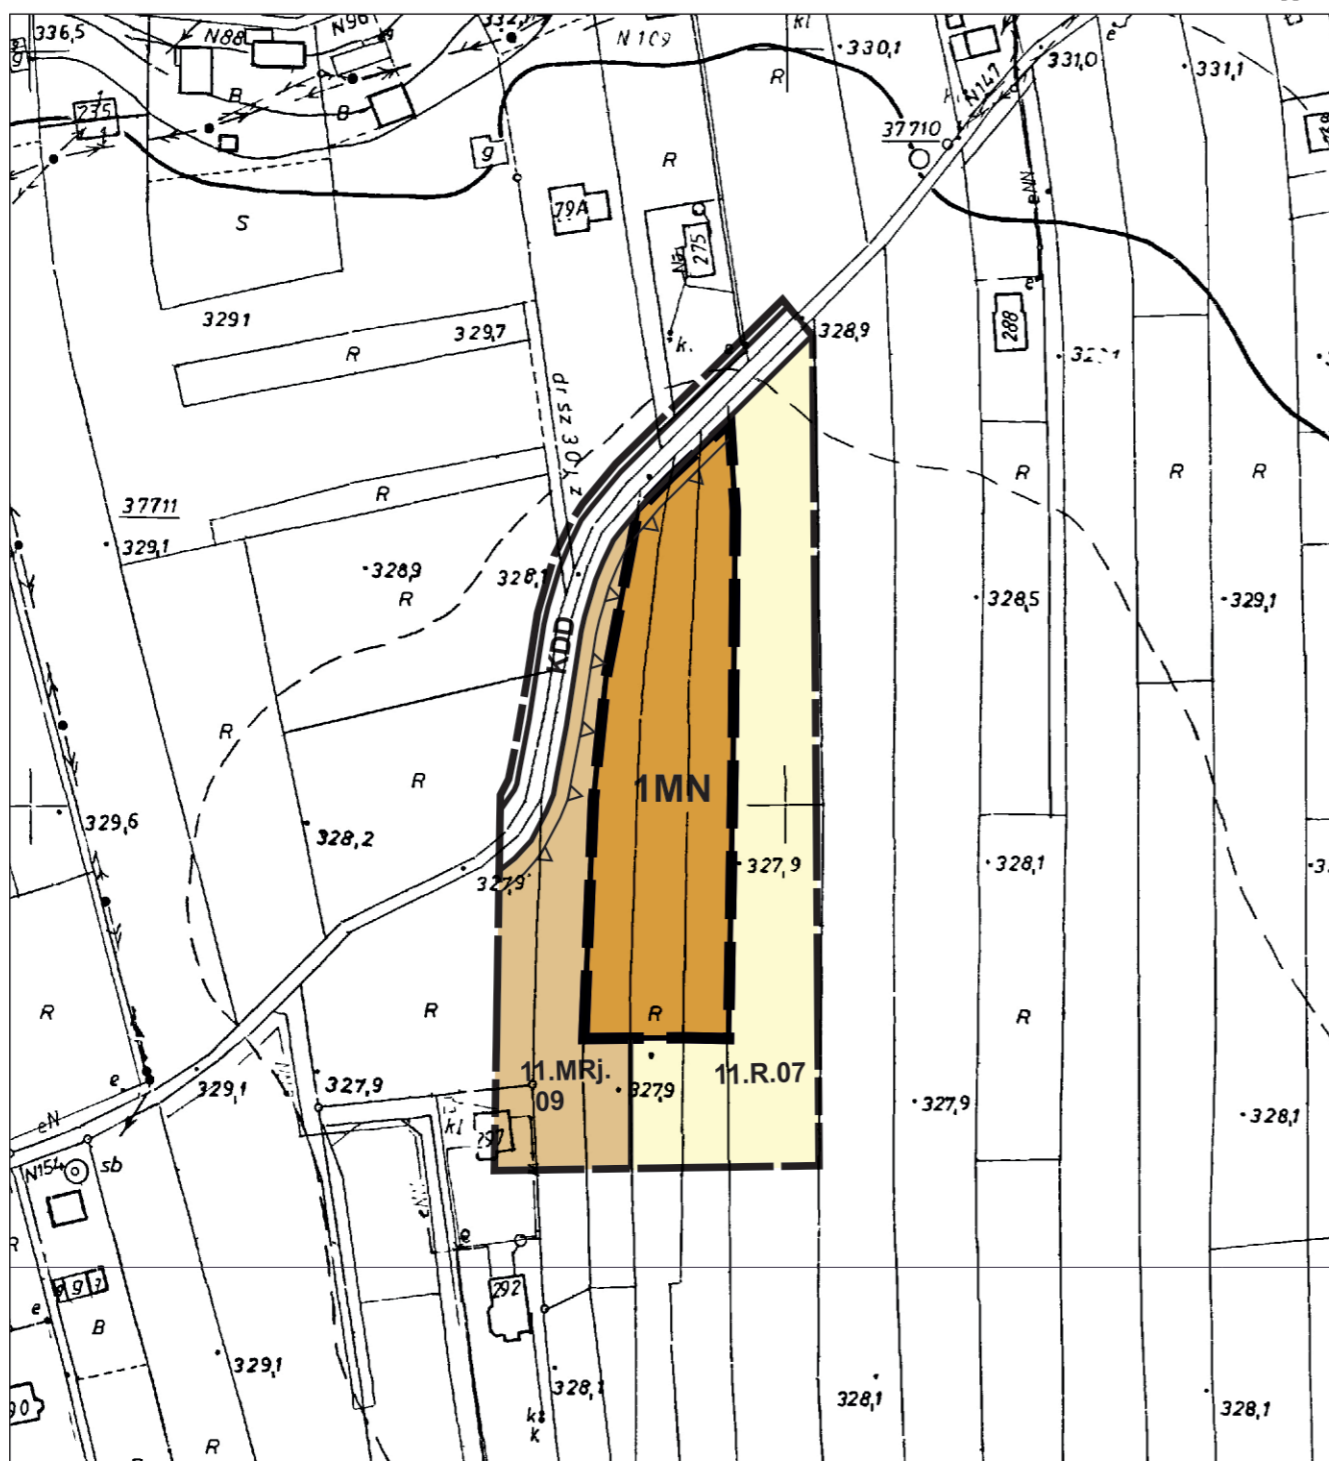 336,5
N88
N96
N 109
kl
330,1
331,0
331,1
e
g
B
B
R
N147
235
37710
g
R
S
79A
275
eNN
e
3291
329,7
k.
328,9
288
R
dr sz 301 z
R
R
R
R
37711
329,1
328,9
R
328,1
328,5
329,1
KDD
R
R
1MN
329,6
328,2
327,9
327,9
328,1
R
R
R
R
11.MRj.
09
11.R.07
327,9
e
329,1
327,9
327,9
328,1
eN
kl
297
N154
sb
e
292
g
e
B
329,1
328,1
328,1
328,1
k
K
R